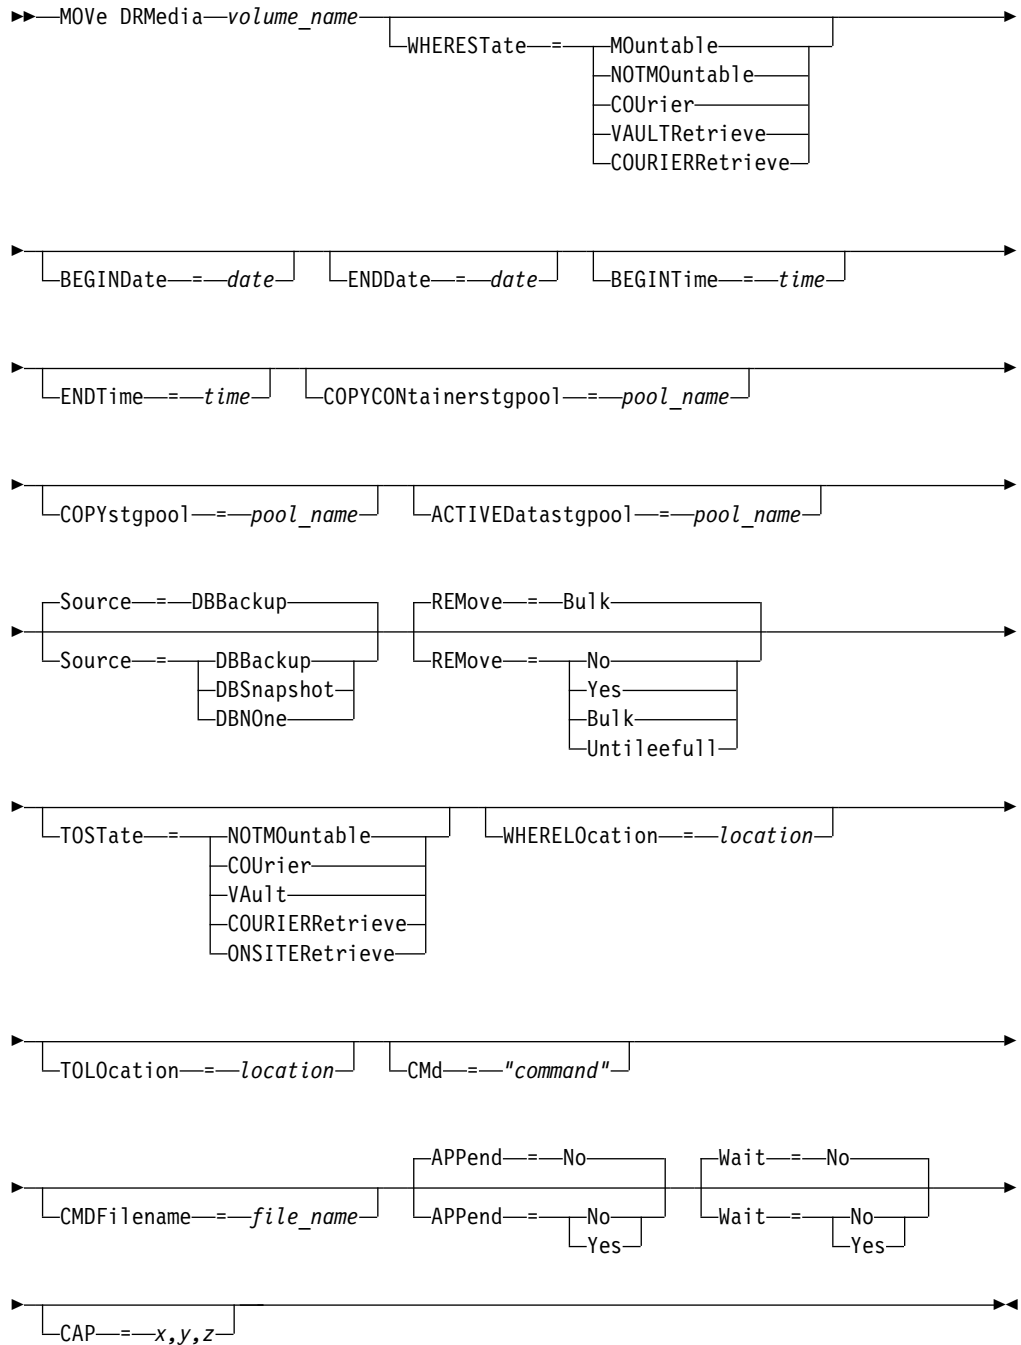 MOVe DRMedia volume_name
WHERESTate = MOuntable
NOTMOuntable
COUrier
VAULTRetrieve
COURIERRetrieve
BEGINDate = date ENDDate = date BEGINTime = time
ENDTime = time COPYCONtainerstgpool = pool_name
COPYstgpool = pool_name ACTIVEDatastgpool = pool_name
Source = DBBackup REMove = Bulk
Source = DBBackup REMove = No
DBSnapshot Yes
DBNOne Bulk
Untileefull
TOSTate = NOTMOuntable WHERELOcation = location
COUrier
VAult
COURIERRetrieve
ONSITERetrieve
TOLOcation = location CMd = "command"
APPend = No Wait = No
CMDFilename = file_name APPend = No Wait = No
Yes Yes
CAP = x,y,z